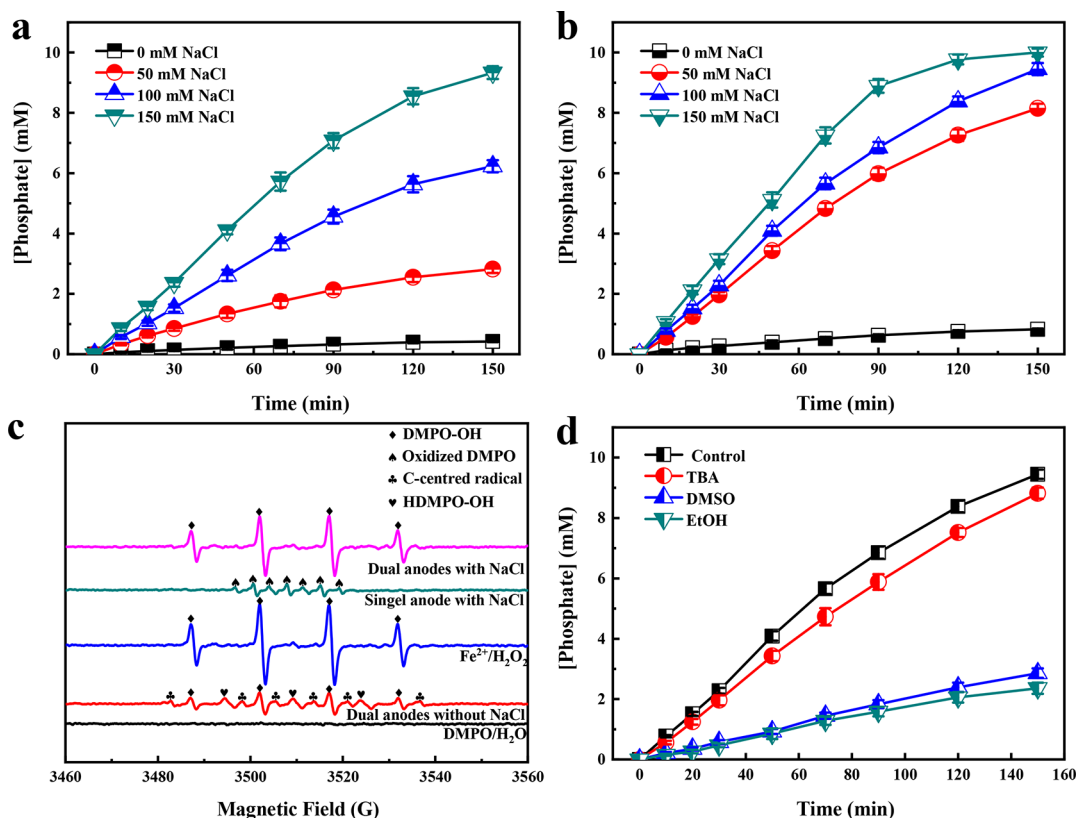 a
0 mM NaCl
50 mM NaCl
100 mM NaCl
150 mM NaCl
[Phosphate] (mM)
10
8
6
4
2
0
0 30 60 90 120 150
Time (min)
b
0 mM NaCl
50 mM NaCl
100 mM NaCl
150 mM NaCl
[Phosphate] (mM)
10
8
6
4
2
0
0 30 60 90 120 150
Time (min)
c
♦ DMPO-OH
♠ Oxidized DMPO
♣ C-centred radical
♥ HDMPO-OH
Dual anodes with NaCl
Singel anode with NaCl
Fe²⁺/H₂O₂
Dual anodes without NaCl
DMPO/H₂O
3460 3480 3500 3520 3540 3560
Magnetic Field (G)
d
Control
TBA
DMSO
EtOH
[Phosphate] (mM)
10
8
6
4
2
0
0 20 40 60 80 100 120 140 160
Time (min)